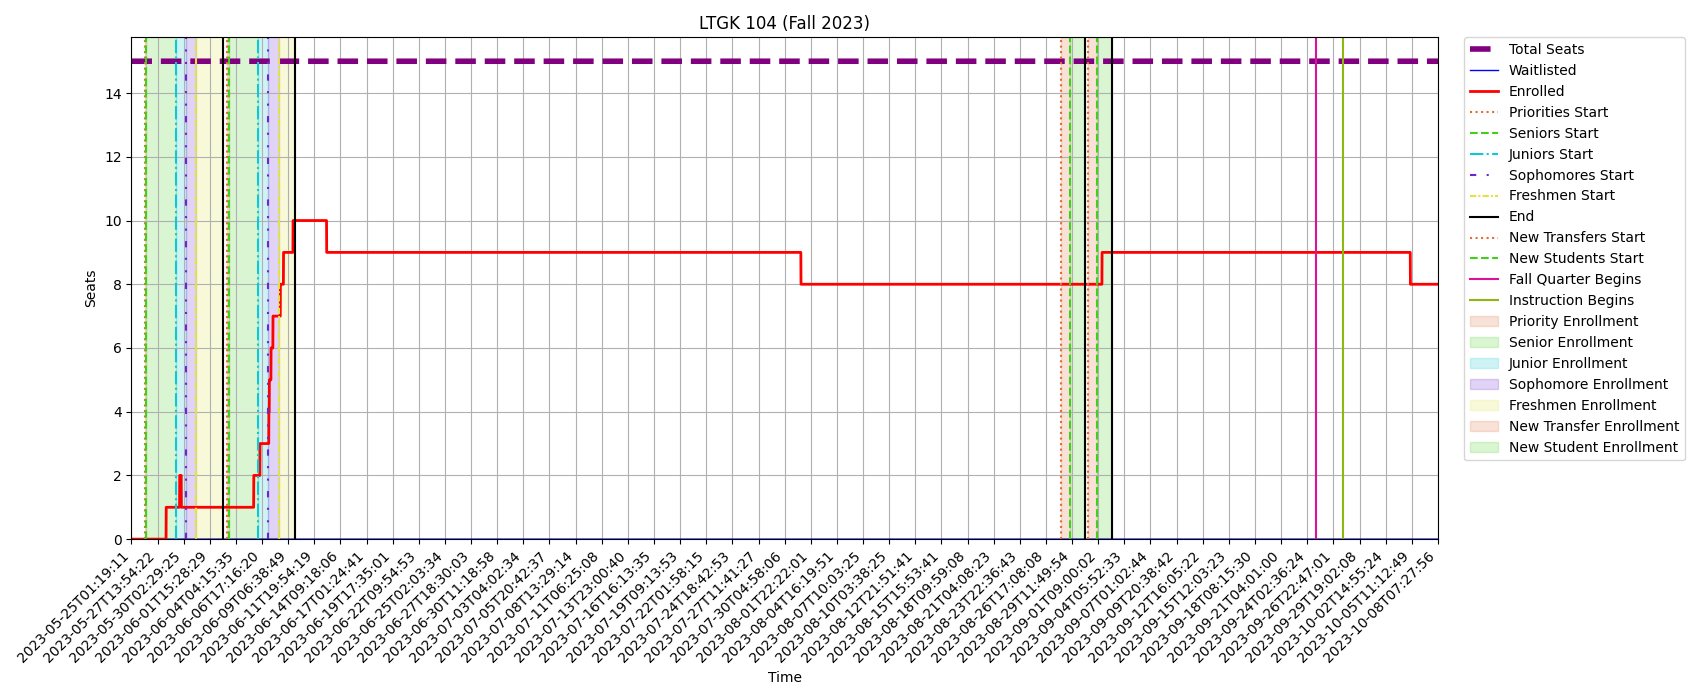 LTGK 104 (Fall 2023)
Seats
14
12
10
8
6
4
2
0
2023-05-25T01:19:11
2023-05-27T13:54:22
2023-05-30T02:29:25
2023-06-01T15:28:29
2023-06-04T04:15:35
2023-06-06T17:16:20
2023-06-09T06:38:49
2023-06-11T19:54:19
2023-06-14T09:18:06
2023-06-17T01:24:41
2023-06-19T17:35:01
2023-06-22T09:54:53
2023-06-25T02:03:34
2023-06-27T18:30:03
2023-06-30T11:18:58
2023-07-03T04:02:34
2023-07-05T20:42:37
2023-07-08T13:29:14
2023-07-11T06:25:08
2023-07-13T23:00:40
2023-07-16T16:13:35
2023-07-19T09:13:53
2023-07-22T01:58:15
2023-07-24T18:42:53
2023-07-27T11:41:27
2023-07-30T04:58:06
2023-08-01T22:22:01
2023-08-04T16:19:51
2023-08-07T10:03:25
2023-08-10T03:38:25
2023-08-12T21:51:41
2023-08-15T15:53:41
2023-08-18T09:59:08
2023-08-21T04:08:23
2023-08-23T22:36:43
2023-08-26T17:08:08
2023-08-29T11:49:54
2023-09-01T09:00:02
2023-09-04T05:52:33
2023-09-07T01:02:44
2023-09-09T20:38:42
2023-09-12T16:05:22
2023-09-15T12:03:23
2023-09-18T08:15:30
2023-09-21T04:01:00
2023-09-24T02:36:24
2023-09-26T22:47:01
2023-09-29T19:02:08
2023-10-02T14:55:24
2023-10-05T11:12:49
2023-10-08T07:27:56
Time
Total Seats
Waitlisted
Enrolled
Priorities Start
Seniors Start
Juniors Start
Sophomores Start
Freshmen Start
End
New Transfers Start
New Students Start
Fall Quarter Begins
Instruction Begins
Priority Enrollment
Senior Enrollment
Junior Enrollment
Sophomore Enrollment
Freshmen Enrollment
New Transfer Enrollment
New Student Enrollment